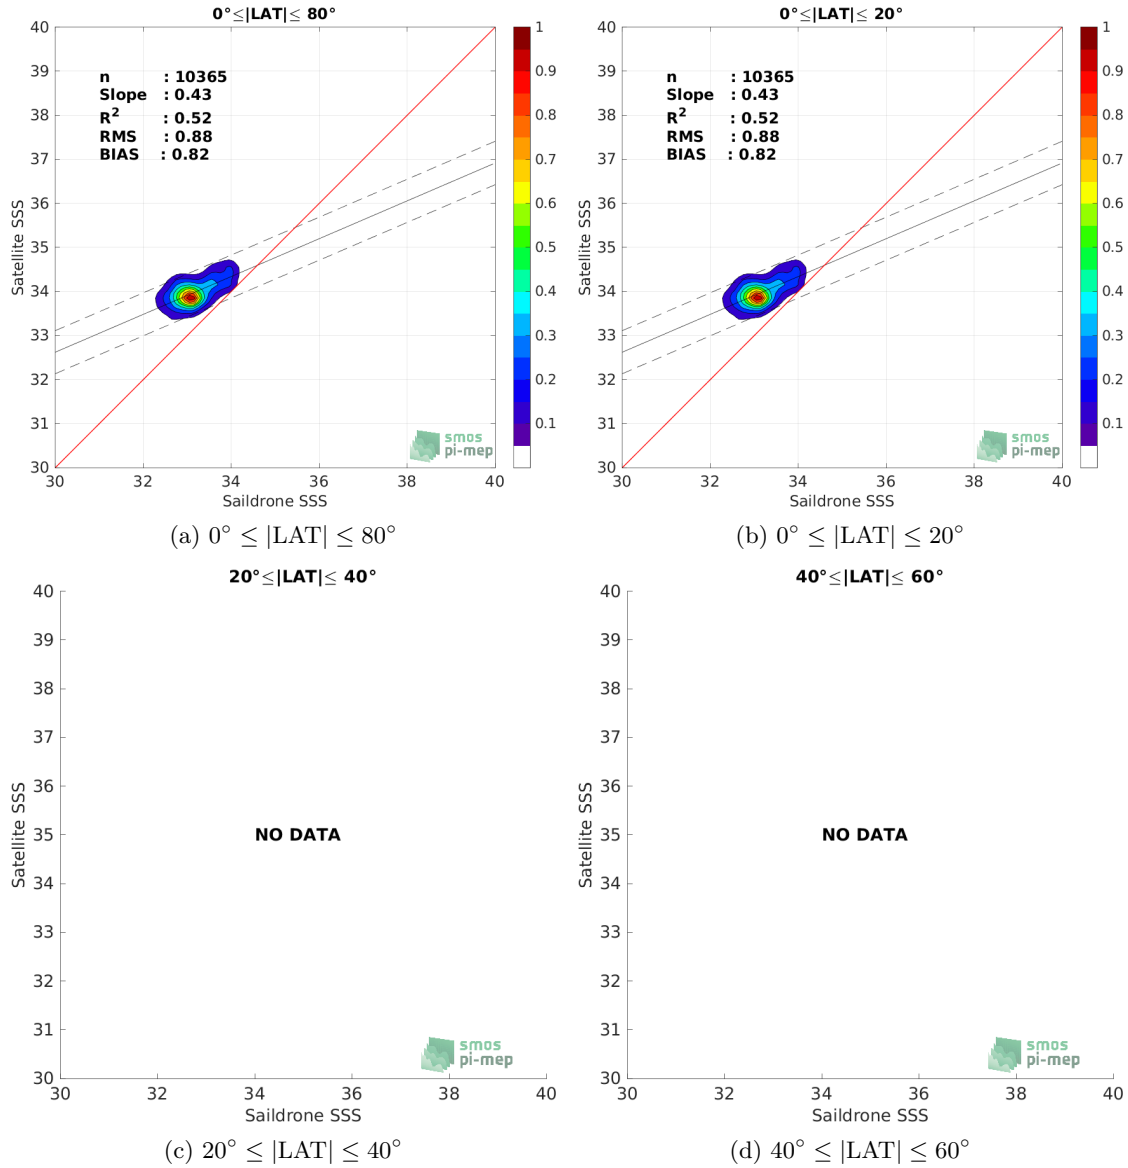 0°≤|LAT|≤ 80°
40
39
38
37
36
35
34
33
32
31
30
Satellite SSS
n : 10365
Slope : 0.43
R² : 0.52
RMS : 0.88
BIAS : 0.82
smos
pi-mep
30 32 34 36 38 40
Saildrone SSS
1
0.9
0.8
0.7
0.6
0.5
0.4
0.3
0.2
0.1
(a) 0° ≤ |LAT| ≤ 80°
0°≤|LAT|≤ 20°
40
39
38
37
36
35
34
33
32
31
30
Satellite SSS
n : 10365
Slope : 0.43
R² : 0.52
RMS : 0.88
BIAS : 0.82
smos
pi-mep
30 32 34 36 38 40
Saildrone SSS
1
0.9
0.8
0.7
0.6
0.5
0.4
0.3
0.2
0.1
(b) 0° ≤ |LAT| ≤ 20°
20°≤|LAT|≤ 40°
40
39
38
37
36
35
34
33
32
31
30
Satellite SSS
NO DATA
smos
pi-mep
30 32 34 36 38 40
Saildrone SSS
(c) 20° ≤ |LAT| ≤ 40°
40°≤|LAT|≤ 60°
40
39
38
37
36
35
34
33
32
31
30
Satellite SSS
NO DATA
smos
pi-mep
30 32 34 36 38 40
Saildrone SSS
(d) 40° ≤ |LAT| ≤ 60°